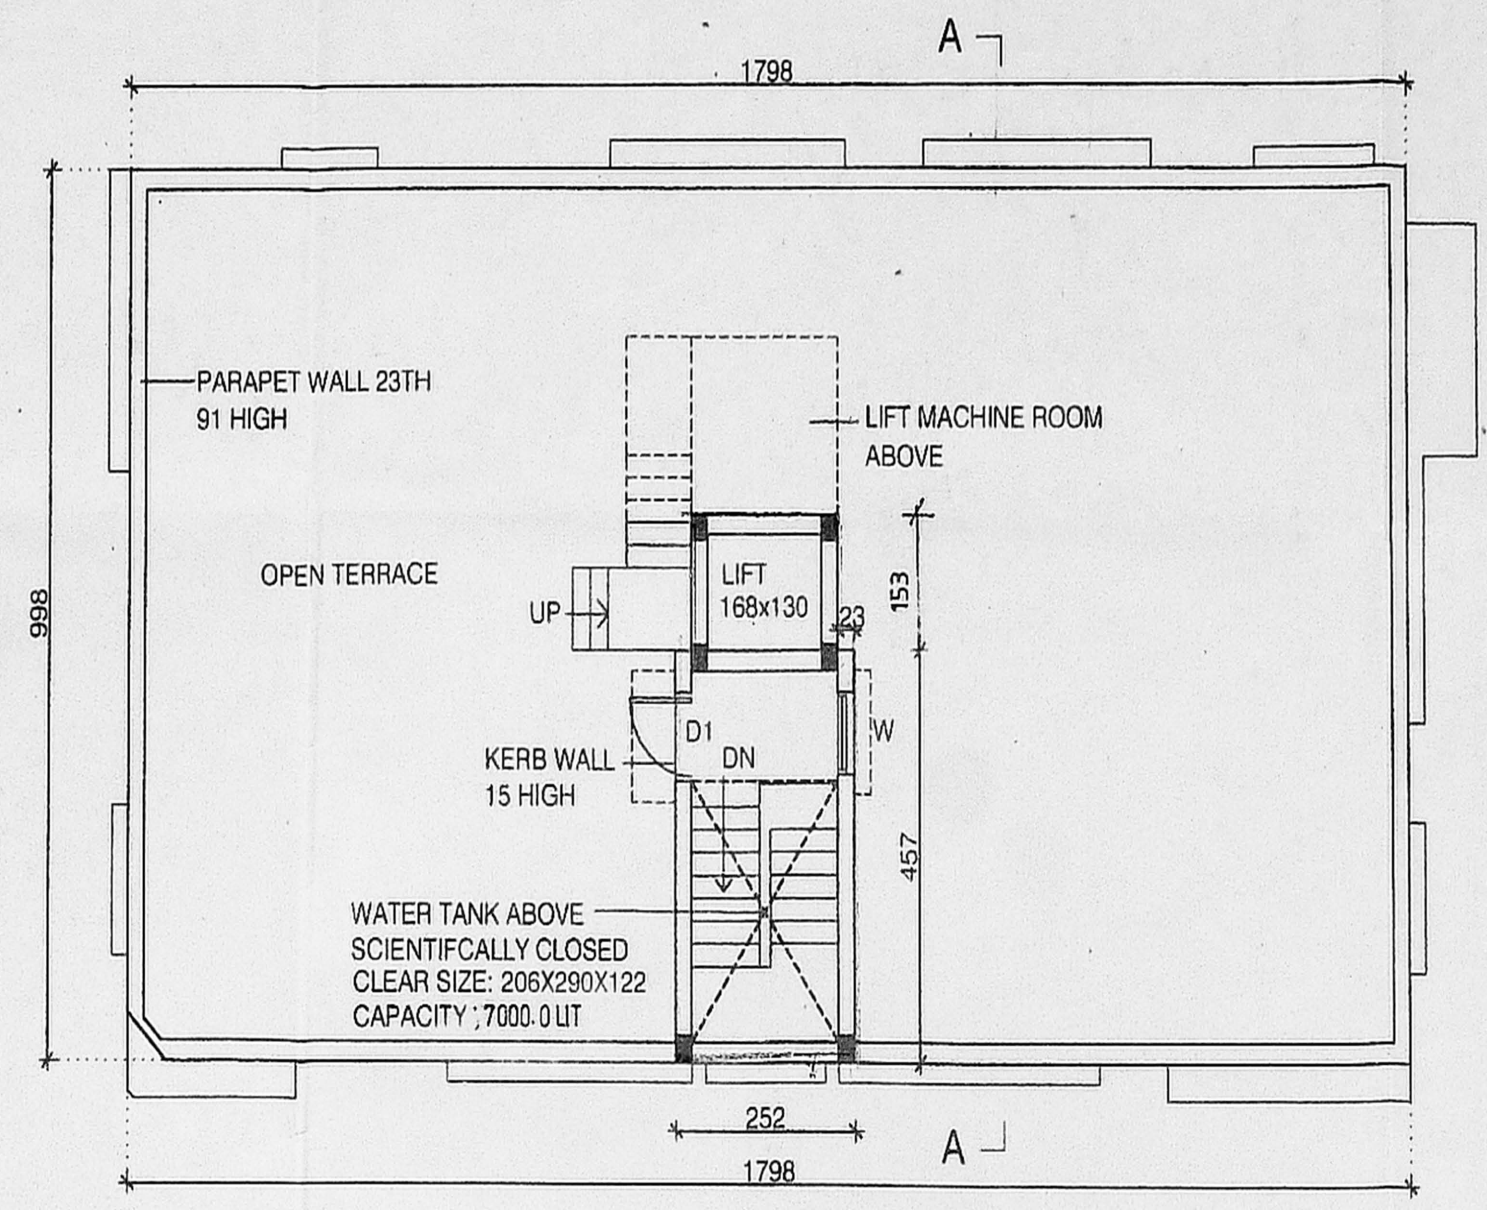 A
1798
PARAPET WALL 23TH
91 HIGH
LIFT MACHINE ROOM
ABOVE
OPEN TERRACE
LIFT
168x130
UP
23
153
998
D1
W
DN
KERB WALL
15 HIGH
457
WATER TANK ABOVE
SCIENTIFCALLY CLOSED
CLEAR SIZE: 206X290X122
CAPACITY ; 7000.0 LIT
252
A
1798